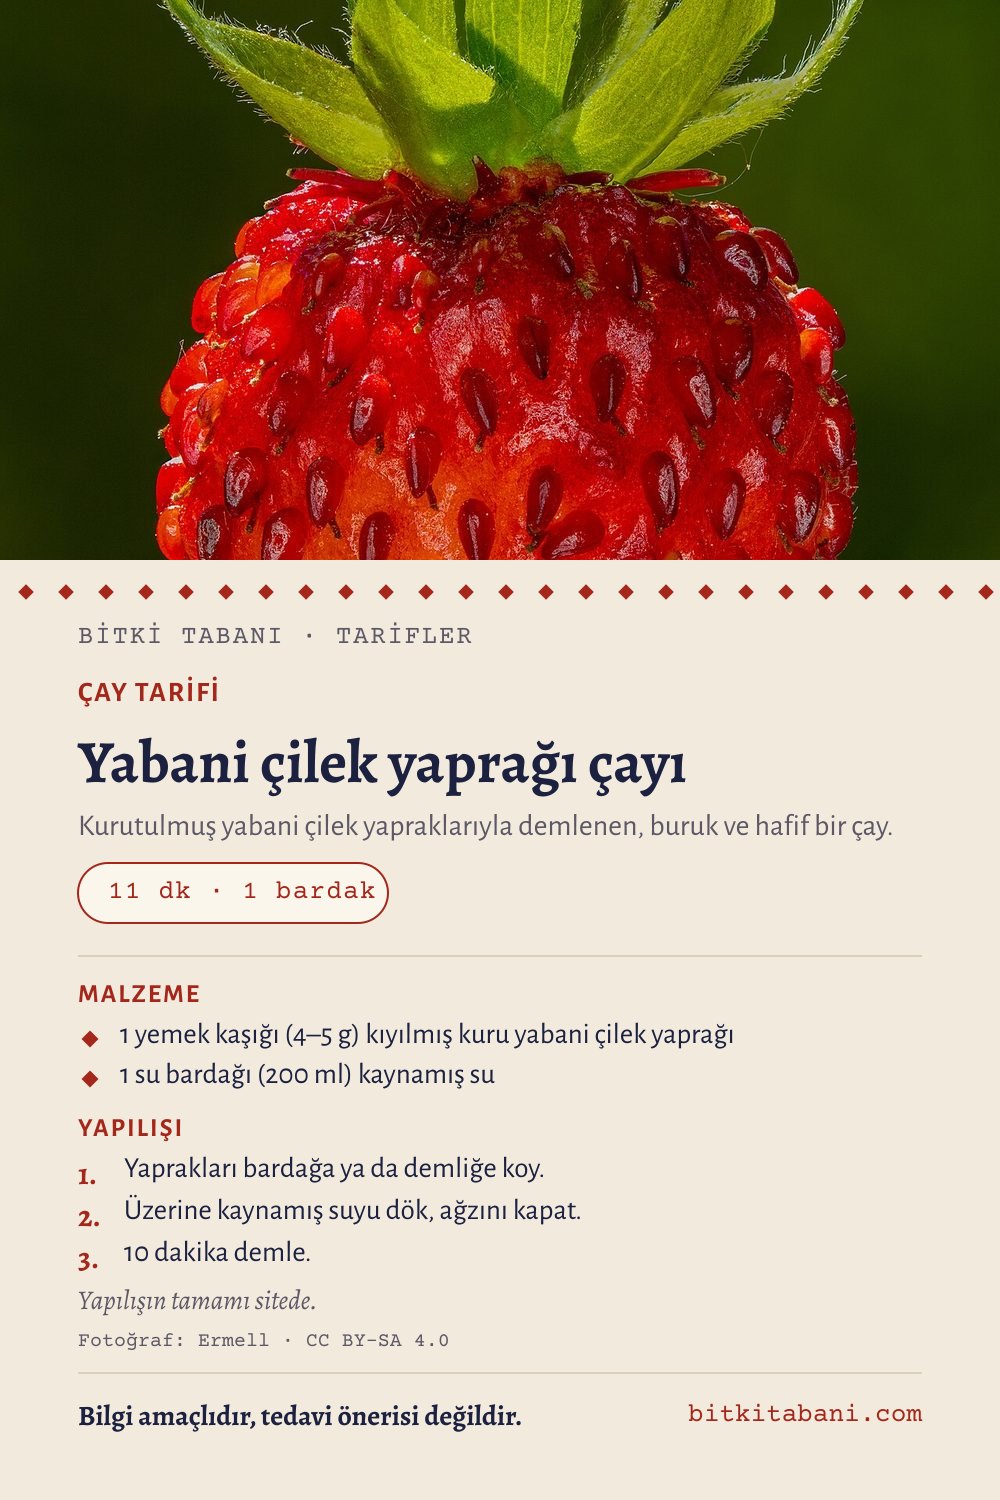 BİTKİ TABANI · TARİFLER
ÇAY TARİFİ
Yabani çilek yaprağı çayı
Kurutulmuş yabani çilek yapraklarıyla demlenen, buruk ve hafif bir çay.
11 dk · 1 bardak
MALZEME
◆ 1 yemek kaşığı (4–5 g) kıyılmış kuru yabani çilek yaprağı
◆ 1 su bardağı (200 ml) kaynamış su
YAPILIŞI
1. Yaprakları bardağa ya da demliğe koy.
2. Üzerine kaynamış suyu dök, ağzını kapat.
3. 10 dakika demle.
Yapılışın tamamı sitede.
Fotoğraf: Ermell · CC BY-SA 4.0
Bilgi amaçlıdır, tedavi önerisi değildir.
bitkitabani.com